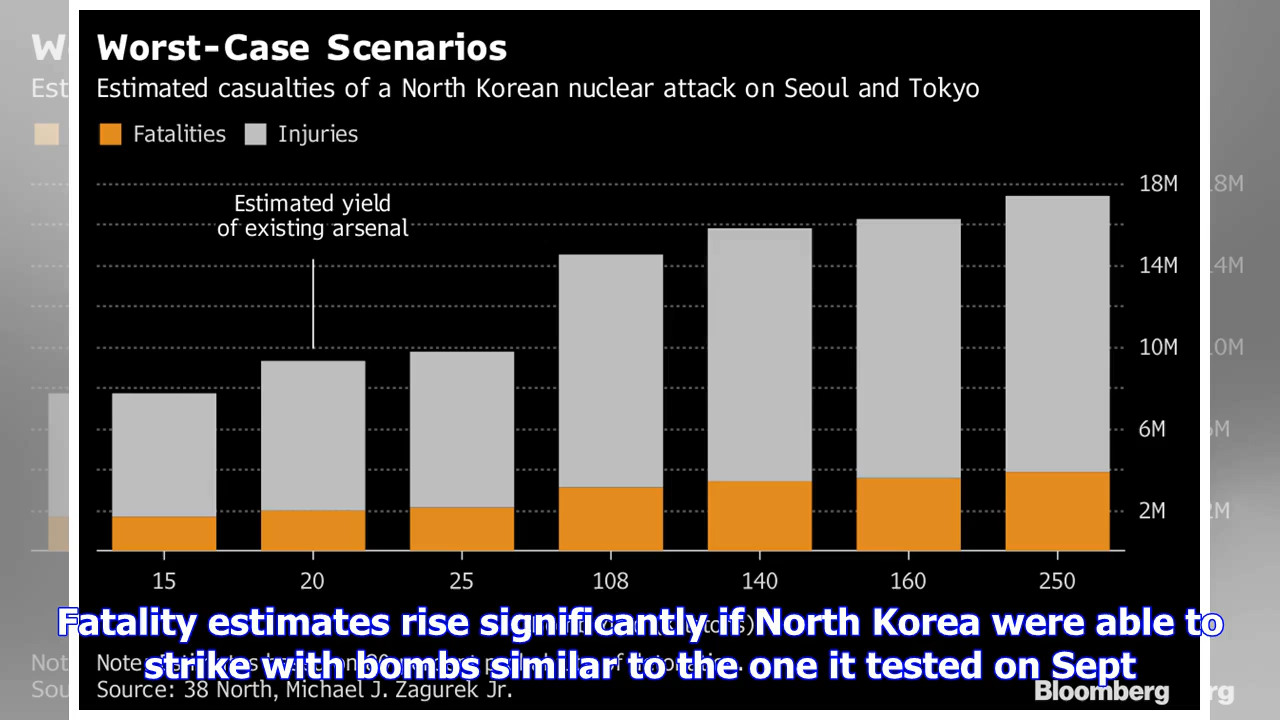 Worst-Case Scenarios
Estimated casualties of a North Korean nuclear attack on Seoul and Tokyo
Fatalities Injuries
Estimated yield
of existing arsenal
18M
14M
10M
6M
2M
15 20 25 108 140 160 250
Fatality estimates rise significantly if North Korea were able to
strike with bombs similar to the one it tested on Sept
Source: 38 North, Michael J. Zagurek Jr.
Bloomberg